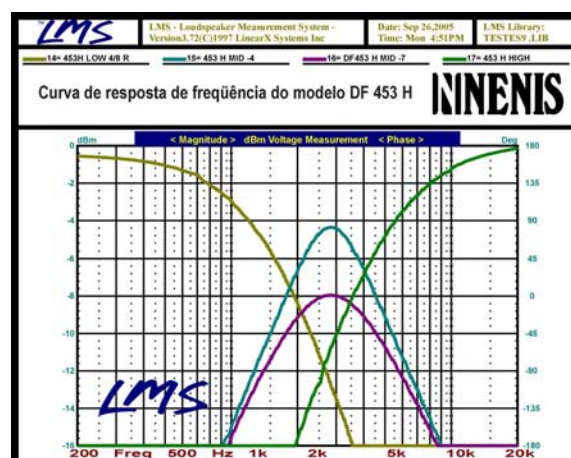 LMS
LMS - Loudspeaker Measurement System -
Version3.72(C)1997 LinearX Systems Inc
Date: Sep 26,2005
Time: Mon 4:51PM
LMS Library:
TESTES9 .LIB
14= 453H LOW 4/8 R
15= 453 H MID -4
16= DF453 H MID -7
17= 453 H HIGH
Curva de resposta de freqüência do modelo DF 453 H
NENIS
dBm
< Magnitude > dBm Voltage Measurement < Phase >
Deg
0
-2
-4
-6
-8
-10
-12
-14
-16
180
135
90
45
0
-45
-90
-135
-180
LMS
200 Freq 500 Hz 1k 2k 5k 10k 20k